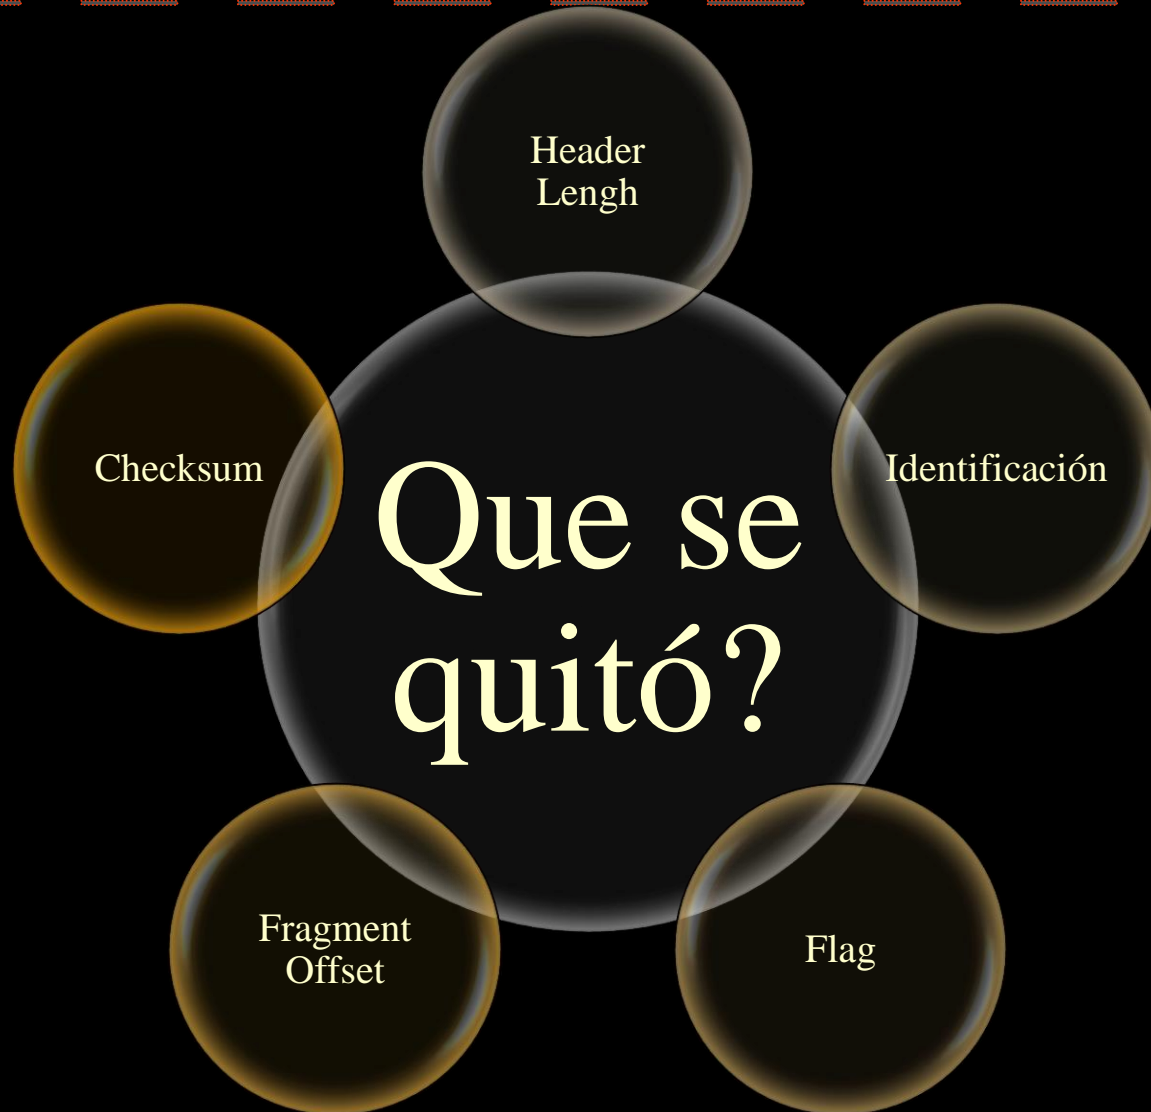 Header
Lengh
Checksum
Que se
quitó?
Identificación
Fragment
Offset
Flag